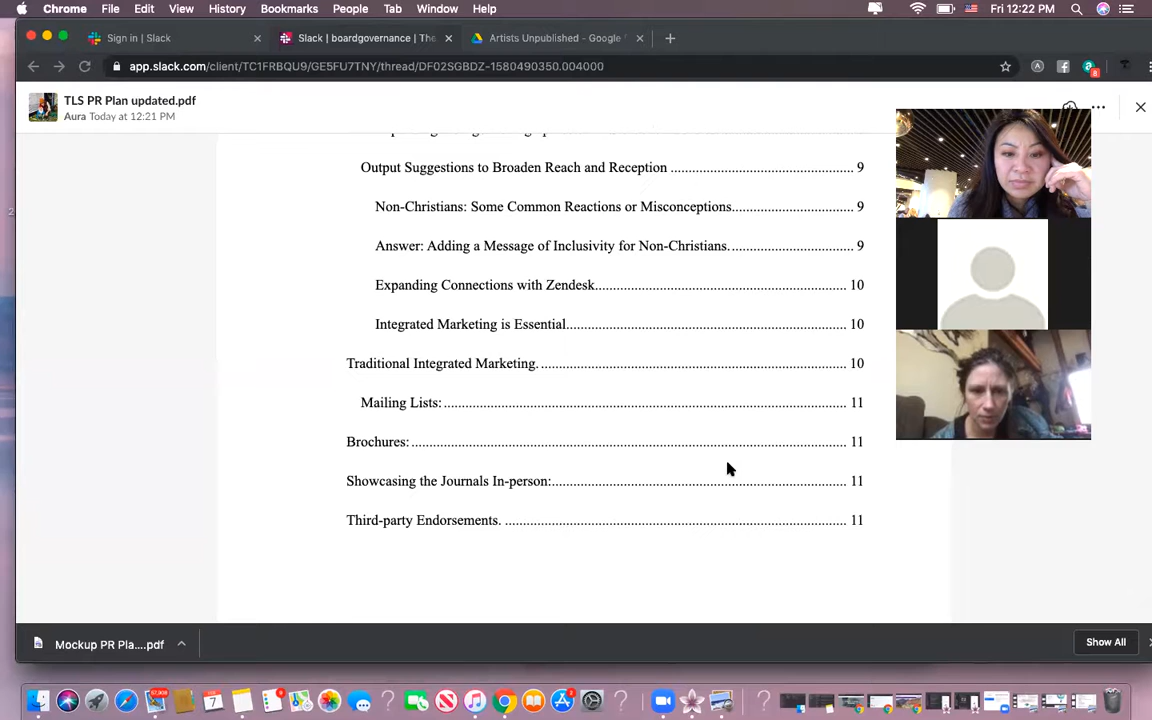 Chrome File Edit View History Bookmarks People Tab Window Help Fri 12:22 PM
Sign in | Slack
Slack | boardgovernance | The
Artists Unpublished - Google
app.slack.com/client/TC1FRBQU9/GE5FU7TNY/thread/DF02SGBDZ-1580490350.004000
TLS PR Plan updated.pdf
Aura Today at 12:21 PM
Output Suggestions to Broaden Reach and Reception 9
Non-Christians: Some Common Reactions or Misconceptions. 9
Answer: Adding a Message of Inclusivity for Non-Christians. 9
Expanding Connections with Zendesk. 10
Integrated Marketing is Essential. 10
Traditional Integrated Marketing. 10
Mailing Lists: 11
Brochures: 11
Showcasing the Journals In-person: 11
Third-party Endorsements. 11
Mockup PR Pla....pdf
Show All